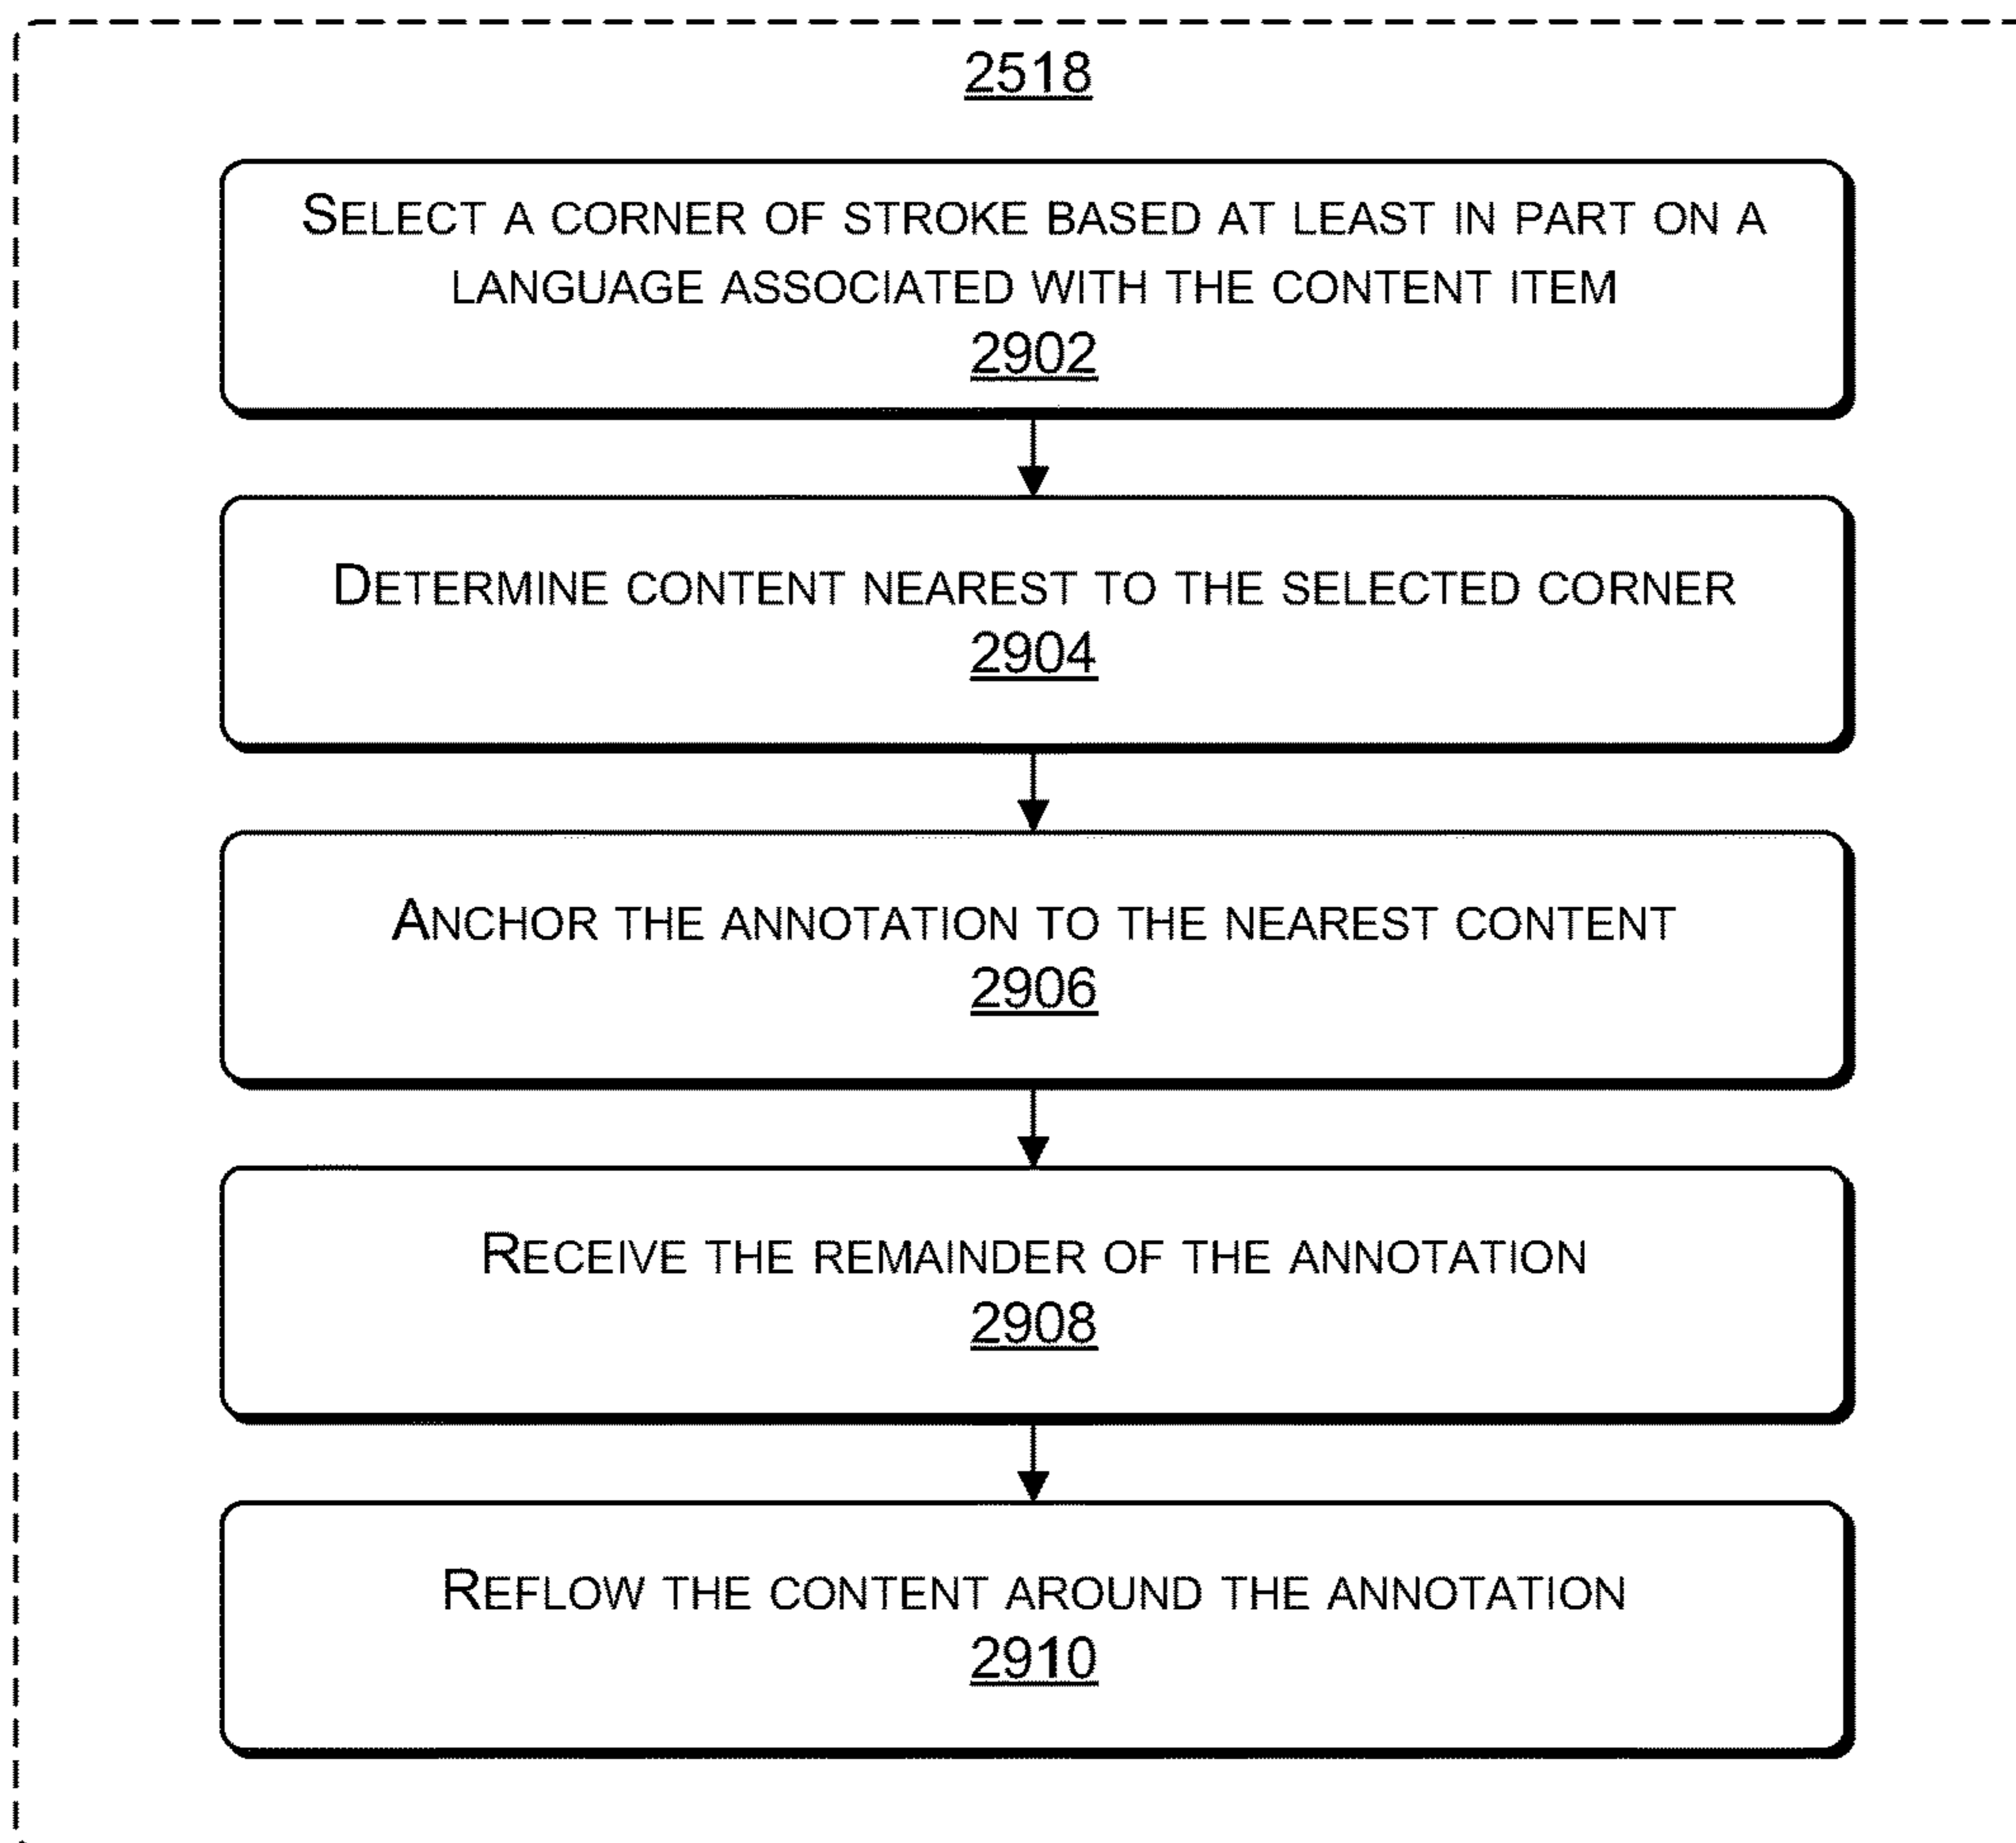 2518
SELECT A CORNER OF STROKE BASED AT LEAST IN PART ON A
LANGUAGE ASSOCIATED WITH THE CONTENT ITEM
2902
DETERMINE CONTENT NEAREST TO THE SELECTED CORNER
2904
ANCHOR THE ANNOTATION TO THE NEAREST CONTENT
2906
RECEIVE THE REMAINDER OF THE ANNOTATION
2908
REFLOW THE CONTENT AROUND THE ANNOTATION
2910